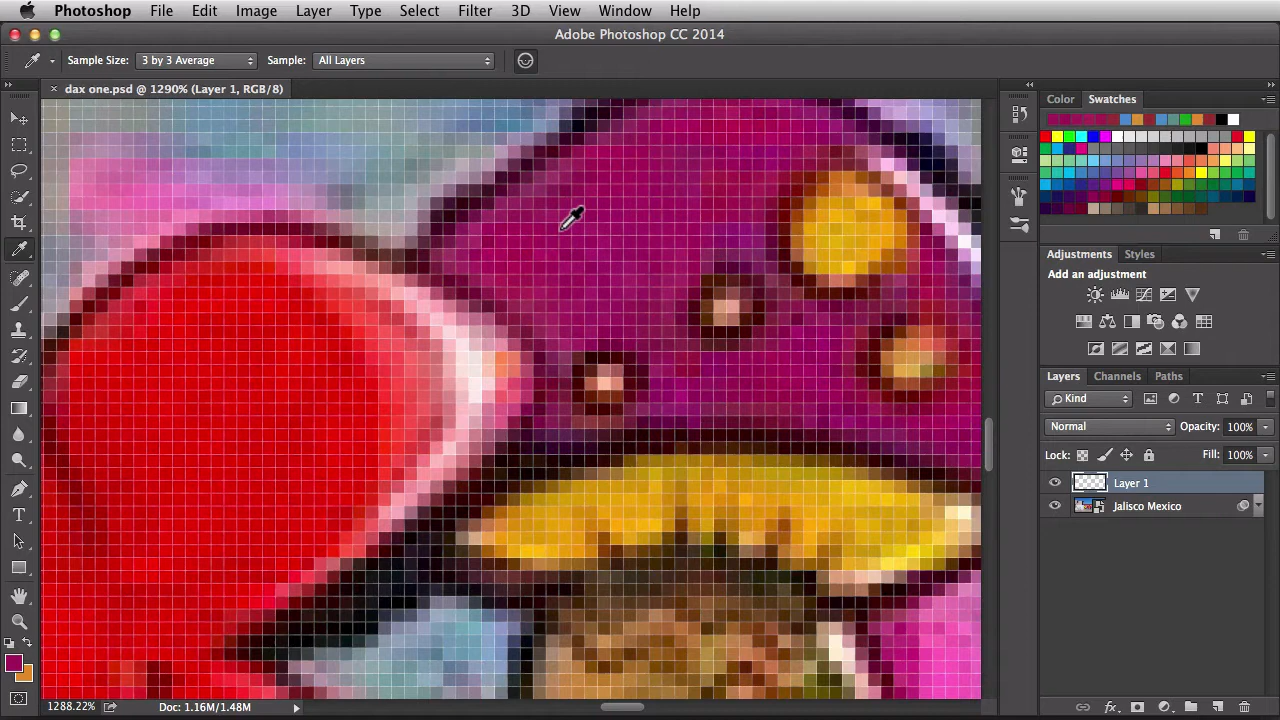 Photoshop File Edit Image Layer Type Select Filter 3D View Window Help
Adobe Photoshop CC 2014
Sample Size: 3 by 3 Average Sample: All Layers
dax one.psd @ 1290% (Layer 1, RGB/8)
Color Swatches
Adjustments Styles
Add an adjustment
Layers Channels Paths
Kind
Normal Opacity: 100%
Lock: Fill: 100%
Layer 1
Jalisco Mexico
1288.22% Doc: 1.16M/1.48M